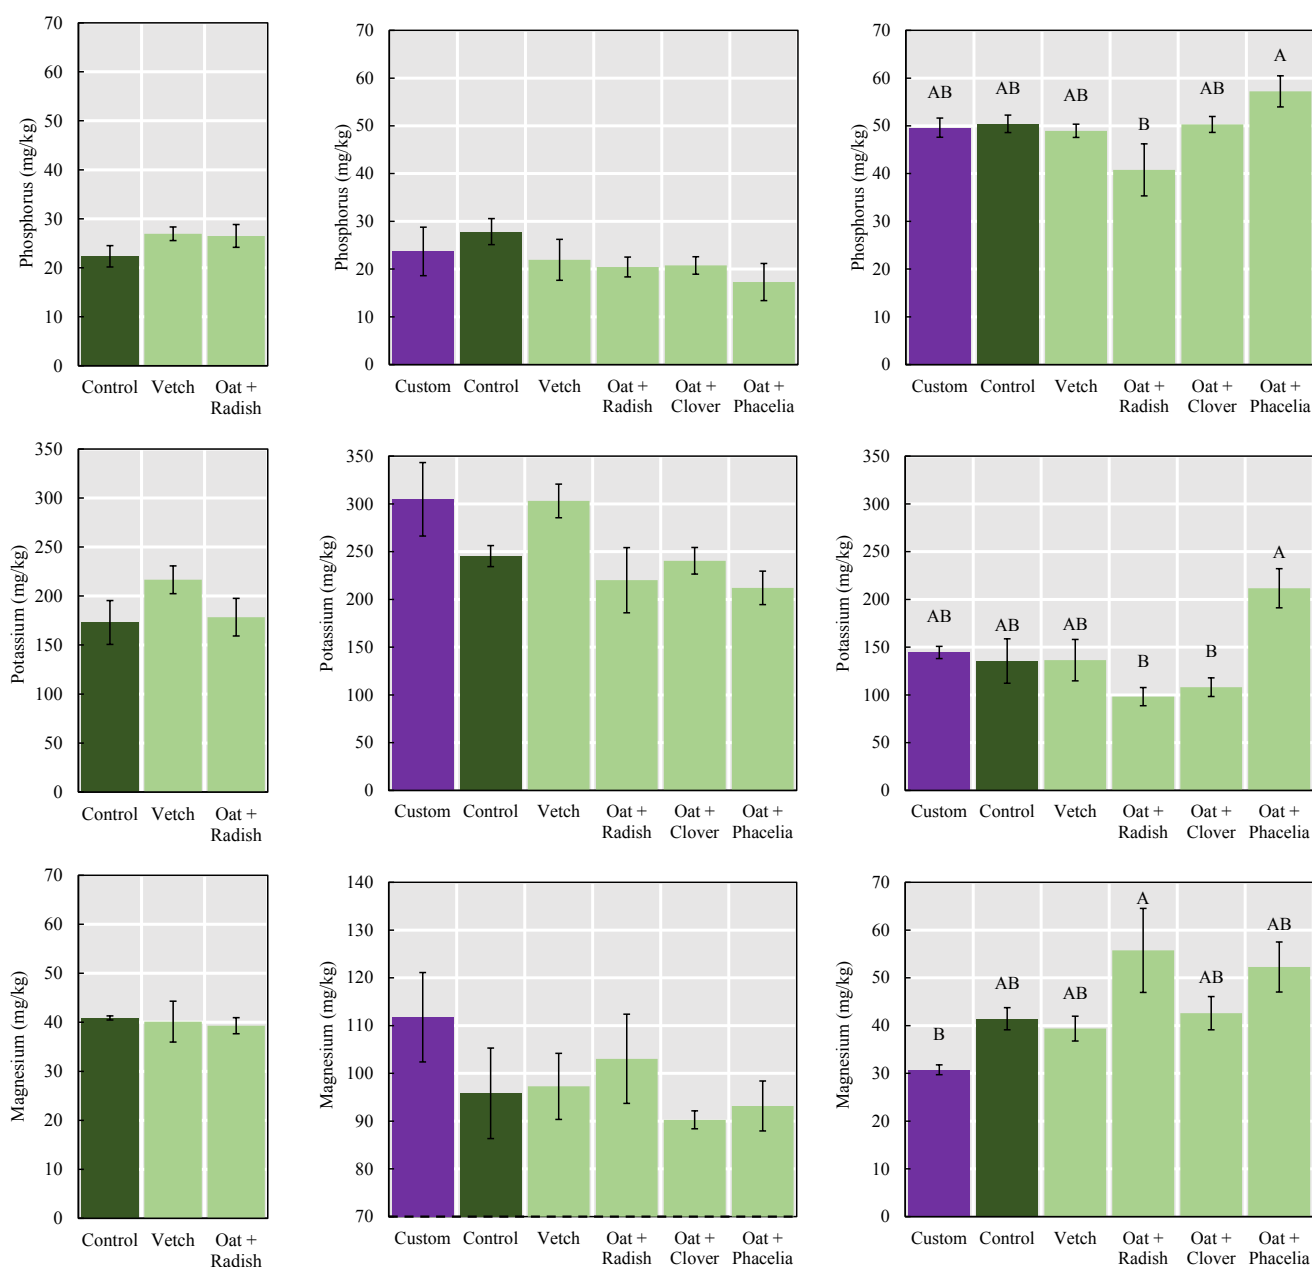 Phosphorus (mg/kg)
70
60
50
40
30
20
10
0
Control Vetch Oat +
Radish
Phosphorus (mg/kg)
70
60
50
40
30
20
10
0
Custom Control Vetch Oat + Oat + Oat +
Radish Clover Phacelia
Phosphorus (mg/kg)
70
60
50
40
30
20
10
0
AB AB AB B AB A
Custom Control Vetch Oat + Oat + Oat +
Radish Clover Phacelia
Potassium (mg/kg)
350
300
250
200
150
100
50
0
Control Vetch Oat +
Radish
Potassium (mg/kg)
350
300
250
200
150
100
50
0
Custom Control Vetch Oat + Oat + Oat +
Radish Clover Phacelia
Potassium (mg/kg)
350
300
250
200
150
100
50
0
AB AB AB B B A
Custom Control Vetch Oat + Oat + Oat +
Radish Clover Phacelia
Magnesium (mg/kg)
70
60
50
40
30
20
10
0
Control Vetch Oat +
Radish
Magnesium (mg/kg)
140
130
120
110
100
90
80
70
Custom Control Vetch Oat + Oat + Oat +
Radish Clover Phacelia
Magnesium (mg/kg)
70
60
50
40
30
20
10
0
B AB AB A AB AB
Custom Control Vetch Oat + Oat + Oat +
Radish Clover Phacelia